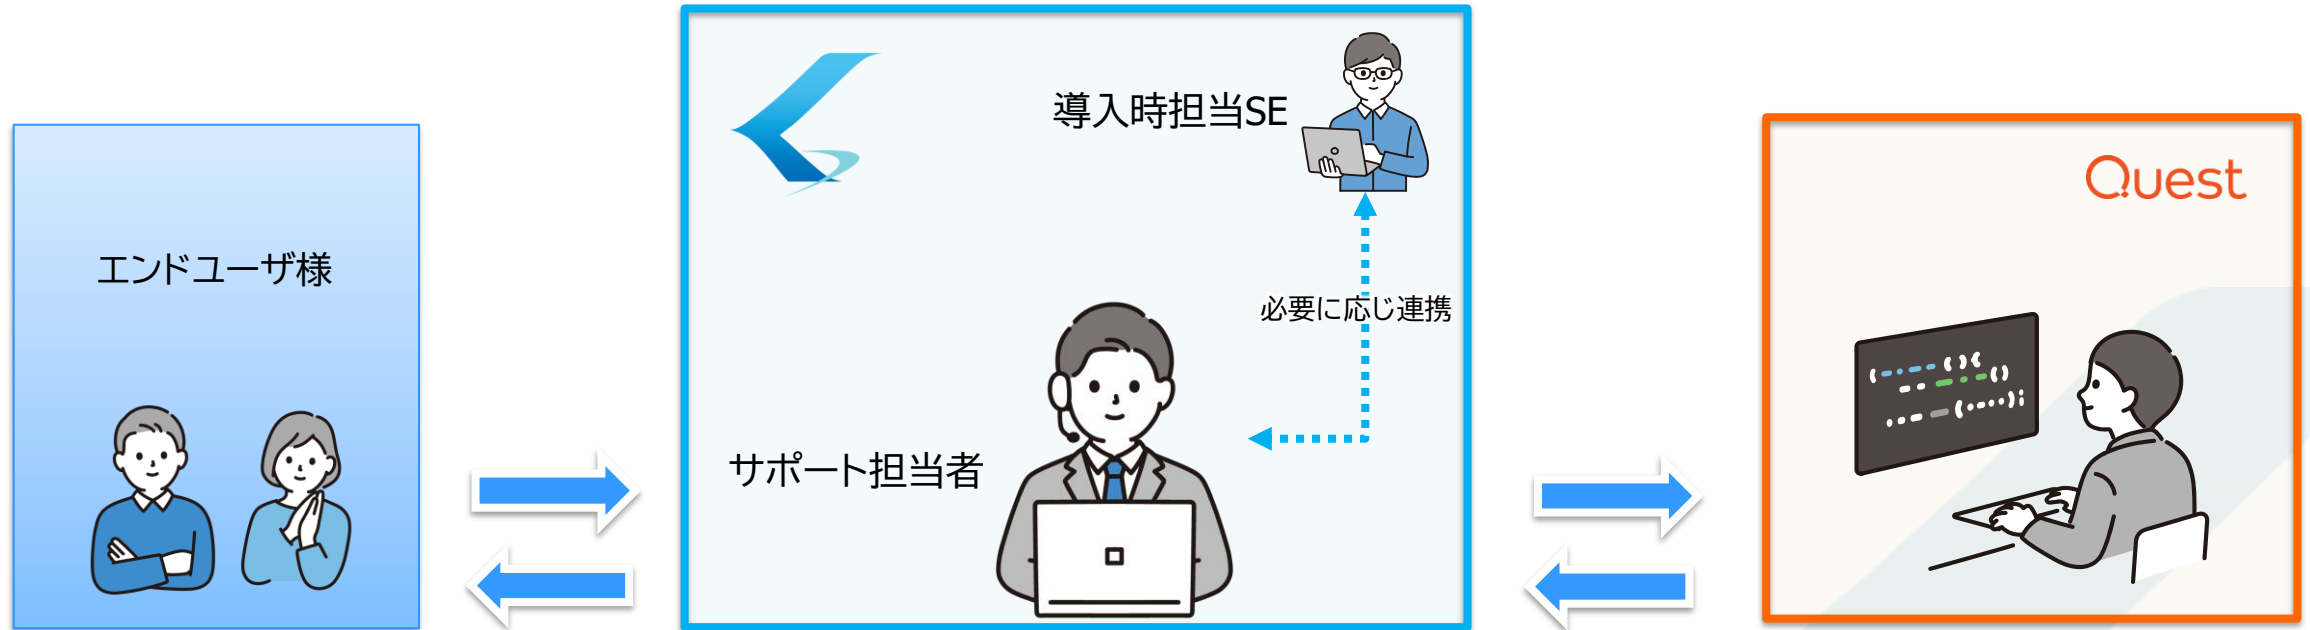 エンドユーザ様
導入時担当SE
必要に応じ連携
サポート担当者
Quest